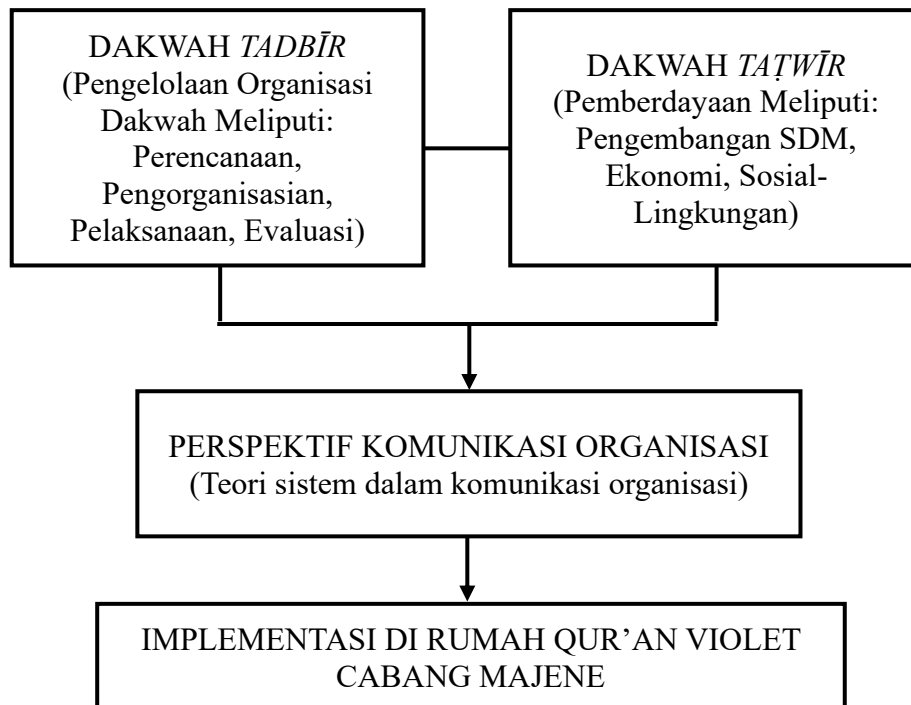 DAKWAH TADBĪR
(Pengelolaan Organisasi
Dakwah Meliputi:
Perencanaan,
Pengorganisasian,
Pelaksanaan, Evaluasi)
DAKWAH TAṬWĪR
(Pemberdayaan Meliputi:
Pengembangan SDM,
Ekonomi, Sosial-
Lingkungan)
PERSPEKTIF KOMUNIKASI ORGANISASI
(Teori sistem dalam komunikasi organisasi)
IMPLEMENTASI DI RUMAH QUR’AN VIOLET
CABANG MAJENE